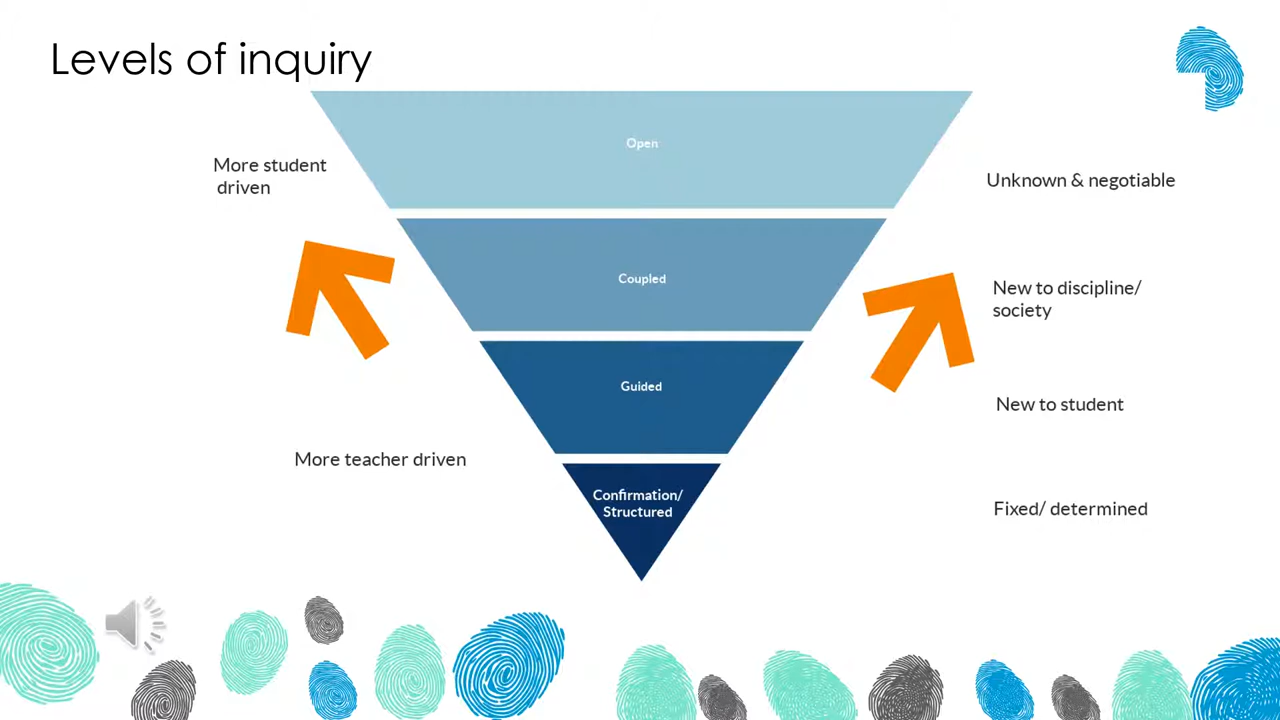 Levels of inquiry
Open
More student
driven
Unknown & negotiable
Coupled
New to discipline/
society
Guided
New to student
More teacher driven
Confirmation/
Structured
Fixed/ determined